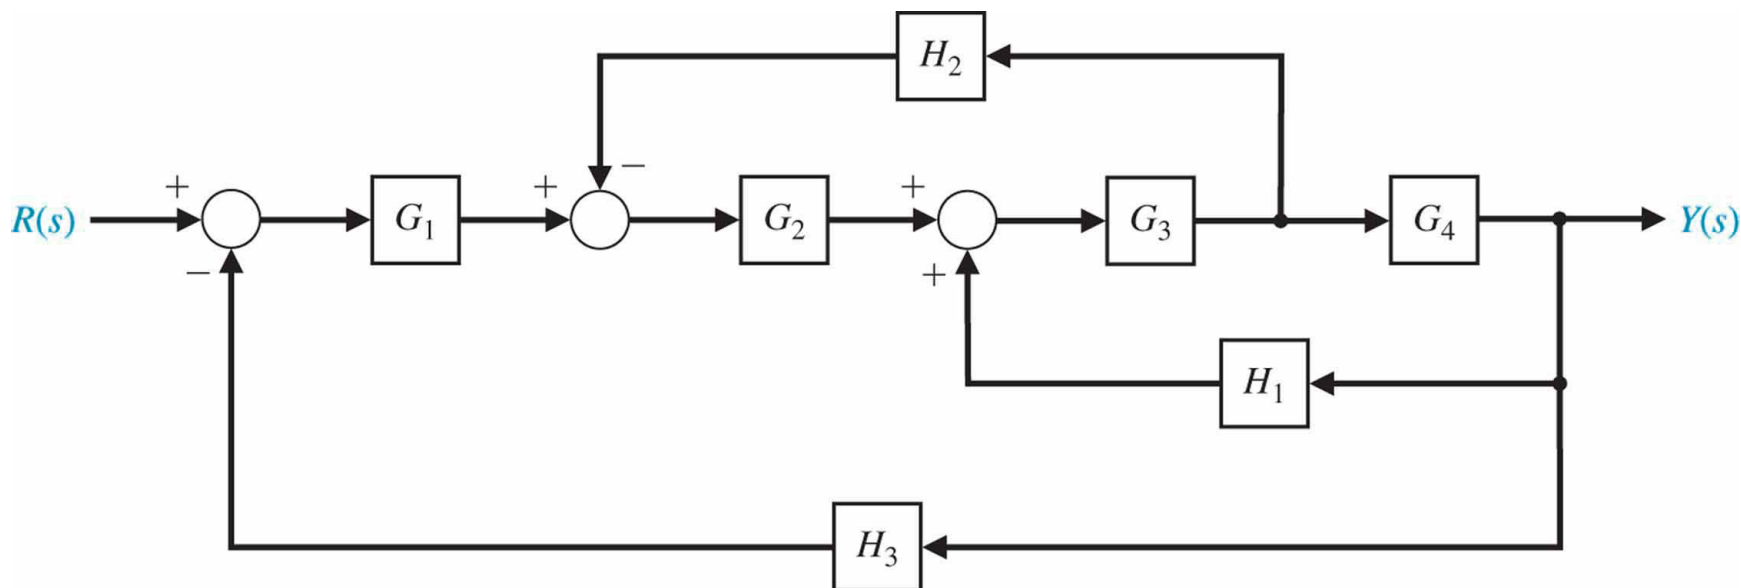 H₂
+ + − +
R(s) G₁ G₂ G₃ G₄ Y(s)
− +
H₁
H₃